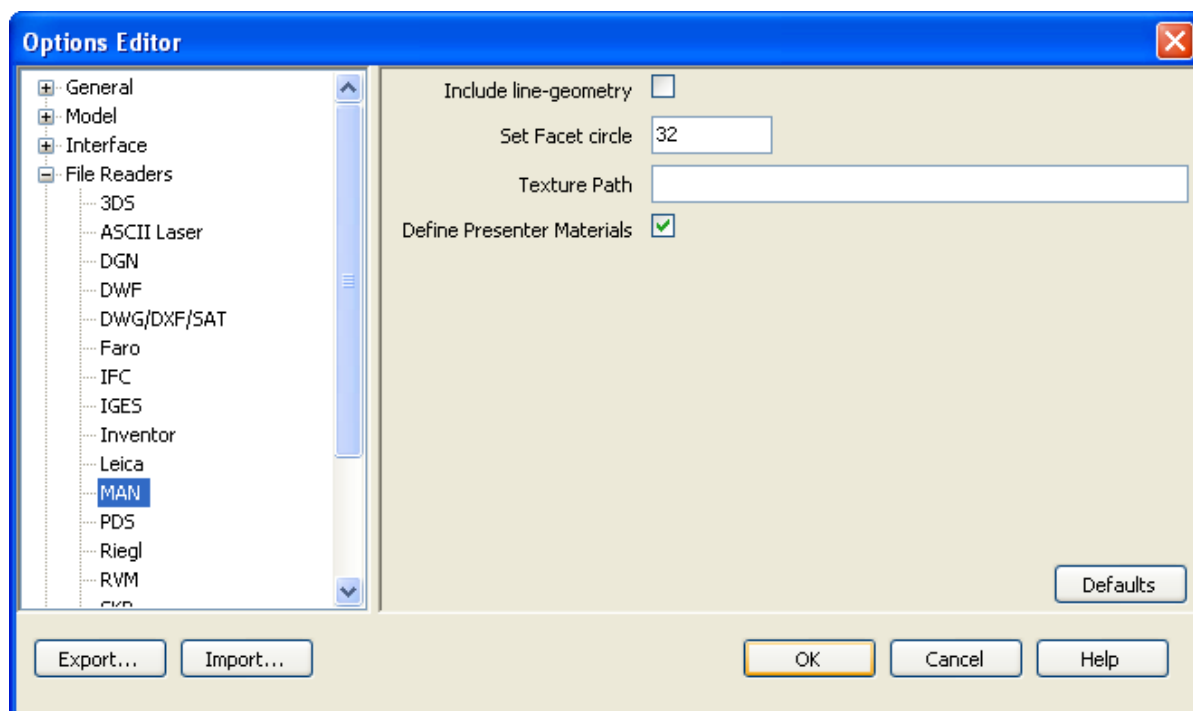 Options Editor
General
Model
Interface
File Readers
3DS
ASCII Laser
DGN
DWF
DWG/DXF/SAT
Faro
IFC
IGES
Inventor
Leica
MAN
PDS
Riegl
RVM
Include line-geometry
Set Facet circle 32
Texture Path
Define Presenter Materials
Defaults
Export... Import... OK Cancel Help